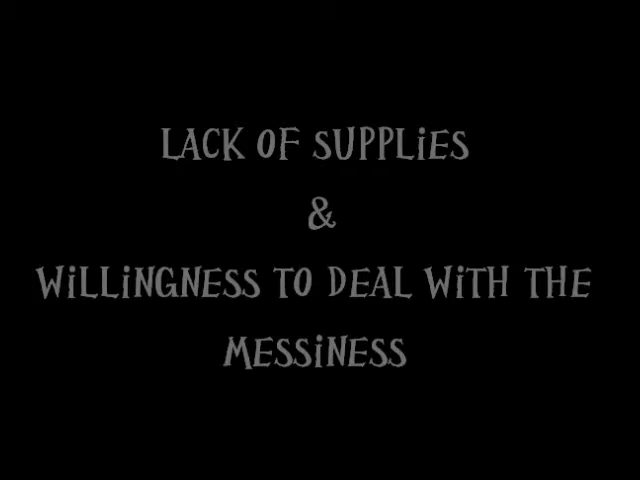 LACK OF SUPPLiES
&
WiLLiNGNESS TO DEAL WiTH THE
MESSiNESS